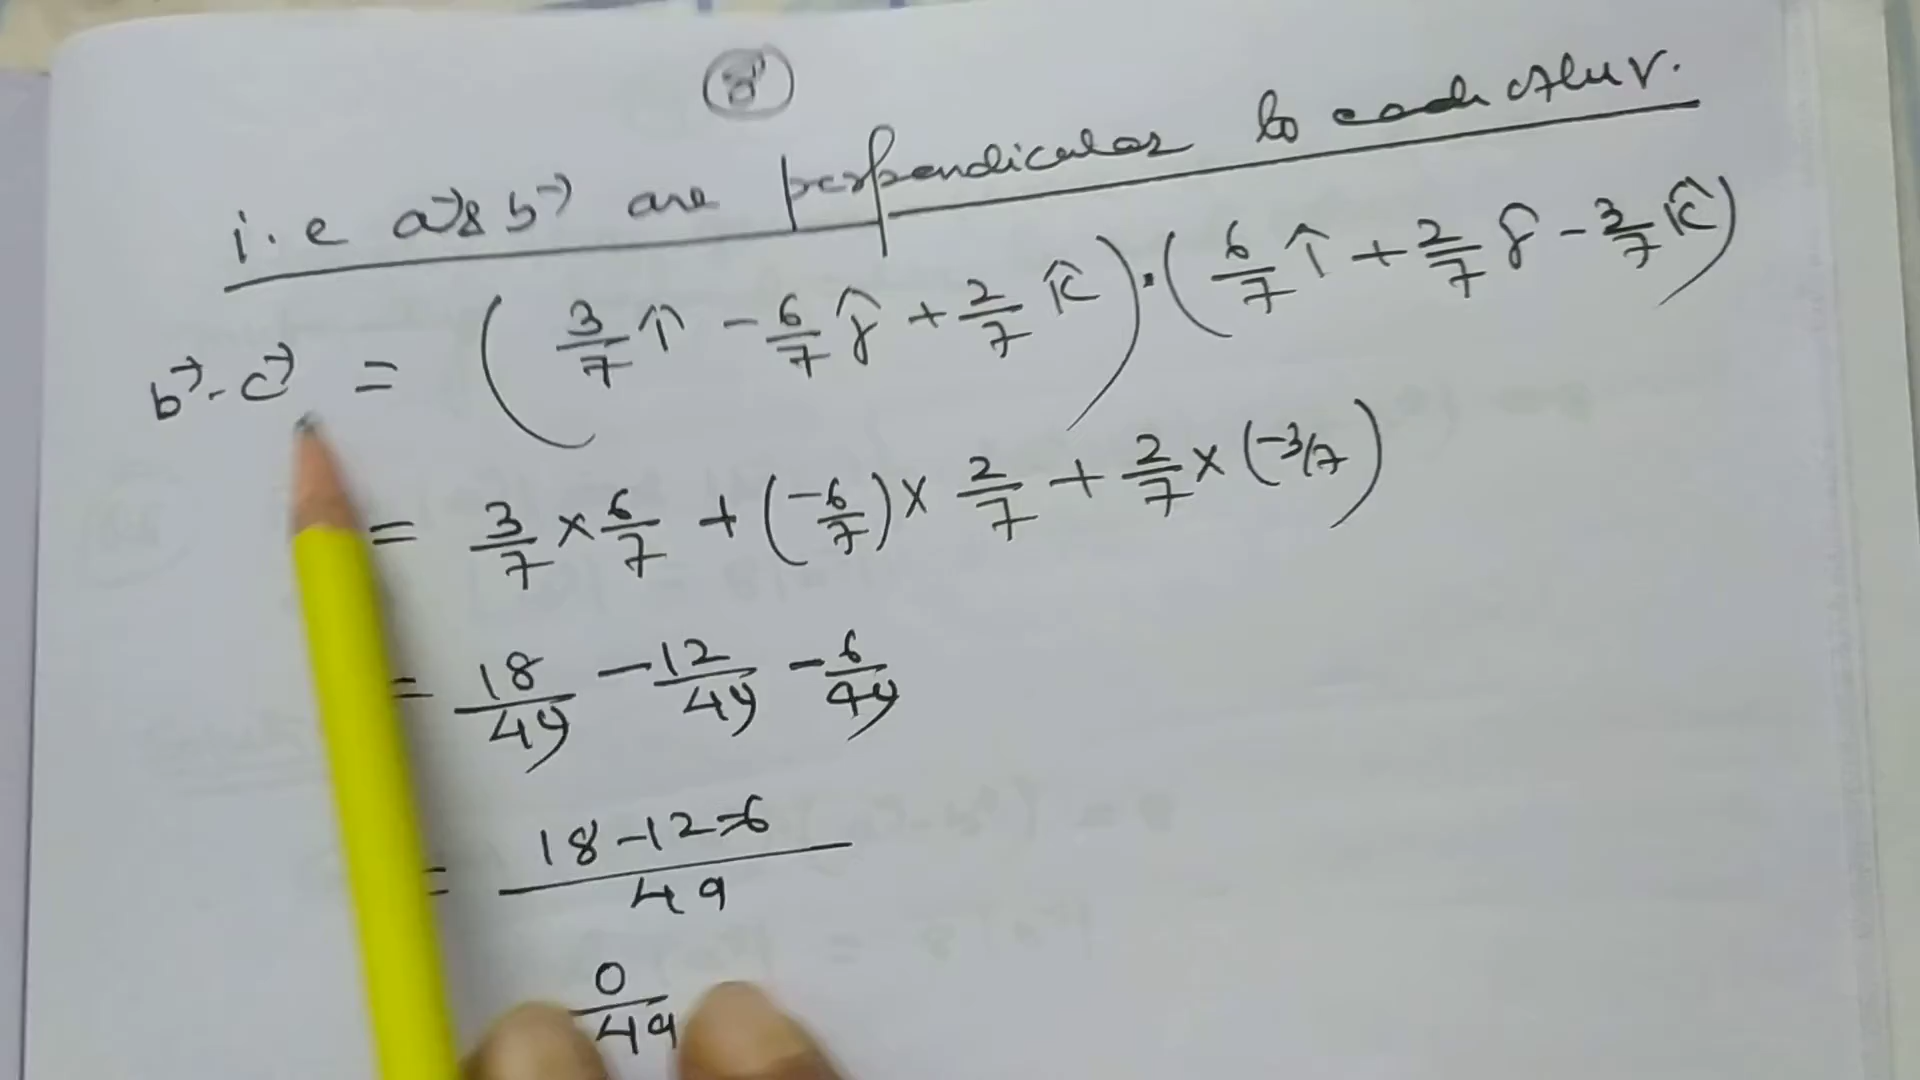 8
i.e a⃗ & b⃗ are perpendicular to each other.
b⃗ . c⃗ = (3/7 î - 6/7 ĵ + 2/7 k̂) . (6/7 î + 2/7 ĵ - 3/7 k̂)
= 3/7 × 6/7 + (-6/7) × 2/7 + 2/7 × (-3/7)
= 18/49 - 12/49 - 6/49
= 18-12-6/49
0/49